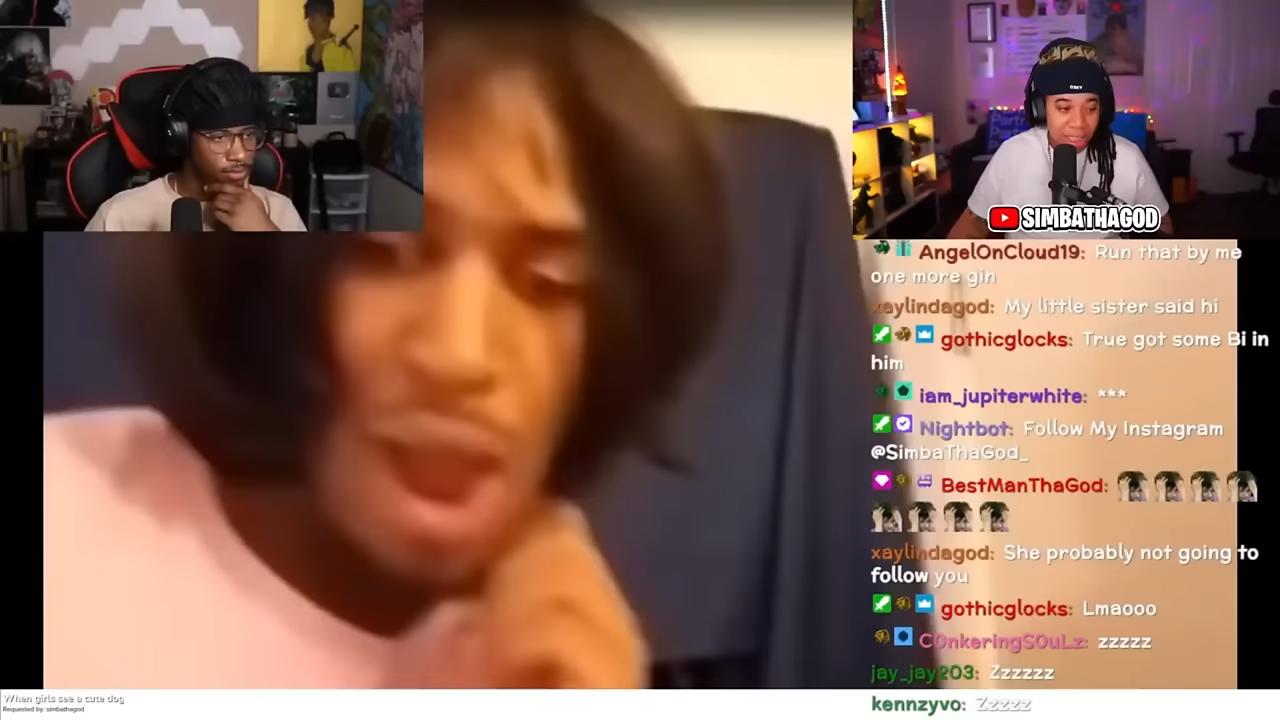 OBEY
SIMBATHAGOD
AngelOnCloud19: Run that by me
one more gin
xaylindagod: My little sister said hi
gothicglocks: True got some Bi in
him
iam_jupiterwhite: ***
Nightbot: Follow My Instagram
@SimbaThaGod_
BestManThaGod:
xaylindagod: She probably not going to
follow you
gothicglocks: Lmaooo
C0nkeringS0uLz: zzzzz
jay_jay203: Zzzzzz
kennzyvo: Zzzzz
When girls see a cute dog
Requested by: simbathagod